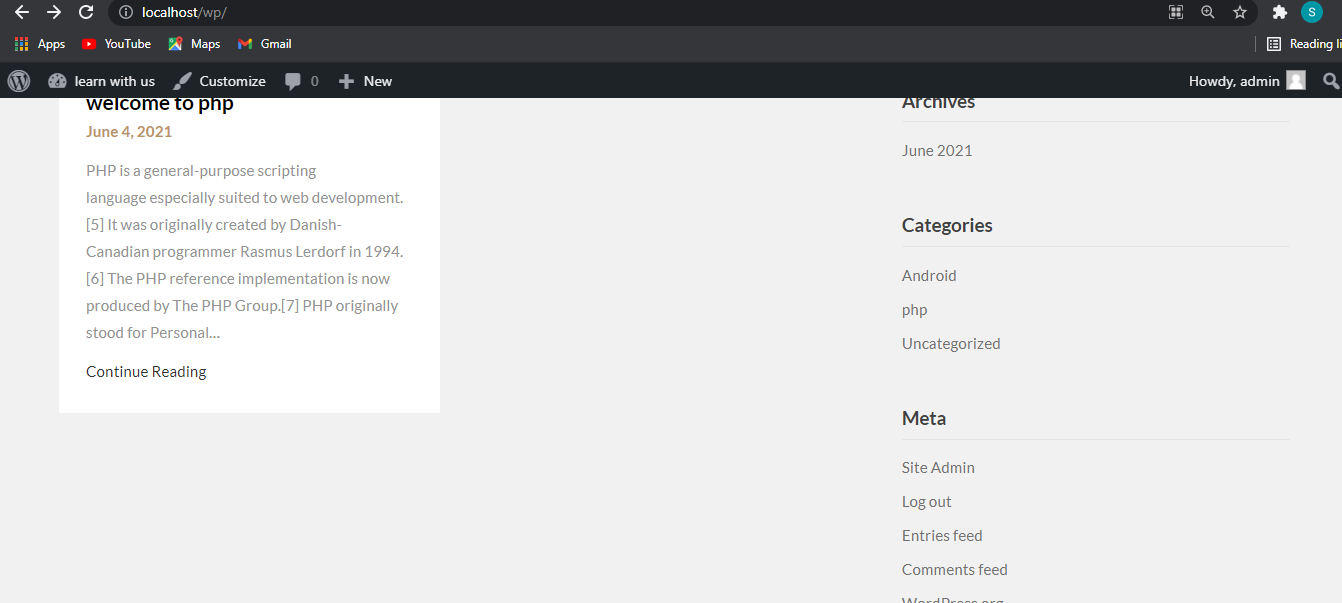 localhost/wp/
Apps YouTube Maps Gmail Reading li
learn with us Customize 0 New Howdy, admin
S
welcome to php
June 4, 2021
PHP is a general-purpose scripting
language especially suited to web development.
[5] It was originally created by Danish-
Canadian programmer Rasmus Lerdorf in 1994.
[6] The PHP reference implementation is now
produced by The PHP Group.[7] PHP originally
stood for Personal...
Continue Reading
Archives
June 2021
Categories
Android
php
Uncategorized
Meta
Site Admin
Log out
Entries feed
Comments feed
WordPress.org